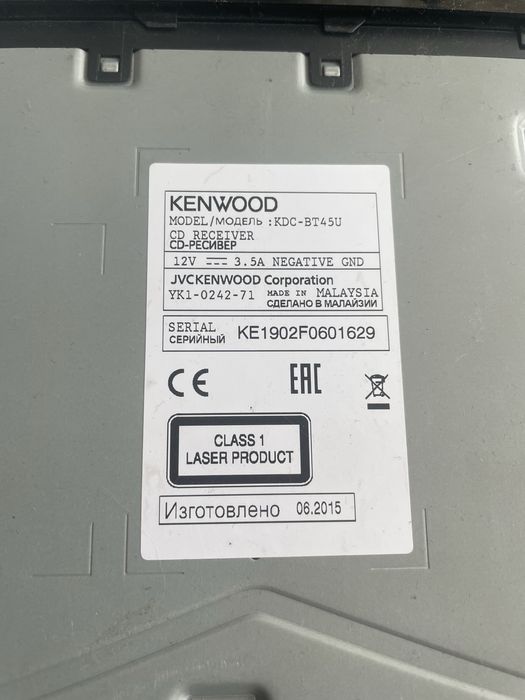 KENWOOD
MODEL/МОДЕЛЬ :KDC-BT45U
CD RECEIVER
CD-РЕСИВЕР
12V ⎓ 3.5A NEGATIVE GND
JVCKENWOOD Corporation
YK1-0242-71 MADE IN MALAYSIA
СДЕЛАНО В МАЛАЙЗИИ
SERIAL
СЕРИЙНЫЙ KE1902F0601629
CE EAC
CLASS 1
LASER PRODUCT
Изготовлено 06.2015